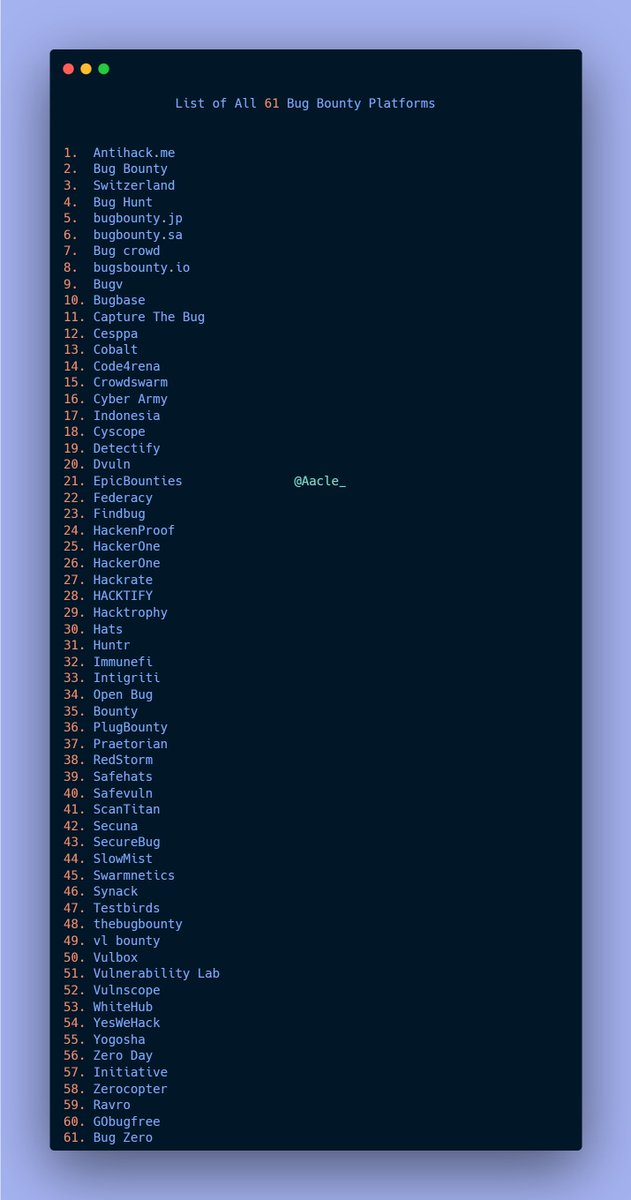 List of All 61 Bug Bounty Platforms
1. Antihack.me
2. Bug Bounty
3. Switzerland
4. Bug Hunt
5. bugbounty.jp
6. bugbounty.sa
7. Bug crowd
8. bugsbounty.io
9. Bugv
10. Bugbase
11. Capture The Bug
12. Cesppa
13. Cobalt
14. Code4rena
15. Crowdswarm
16. Cyber Army
17. Indonesia
18. Cyscope
19. Detectify
20. Dvuln
21. EpicBounties @Aacle_
22. Federacy
23. Findbug
24. HackenProof
25. HackerOne
26. HackerOne
27. Hackrate
28. HACKTIFY
29. Hacktrophy
30. Hats
31. Huntr
32. Immunefi
33. Intigriti
34. Open Bug
35. Bounty
36. PlugBounty
37. Praetorian
38. RedStorm
39. Safehats
40. Safevuln
41. ScanTitan
42. Secuna
43. SecureBug
44. SlowMist
45. Swarmnetics
46. Synack
47. Testbirds
48. thebugbounty
49. vl bounty
50. Vulbox
51. Vulnerability Lab
52. Vulnscope
53. WhiteHub
54. YesWeHack
55. Yogosha
56. Zero Day
57. Initiative
58. Zerocopter
59. Ravro
60. GObugfree
61. Bug Zero